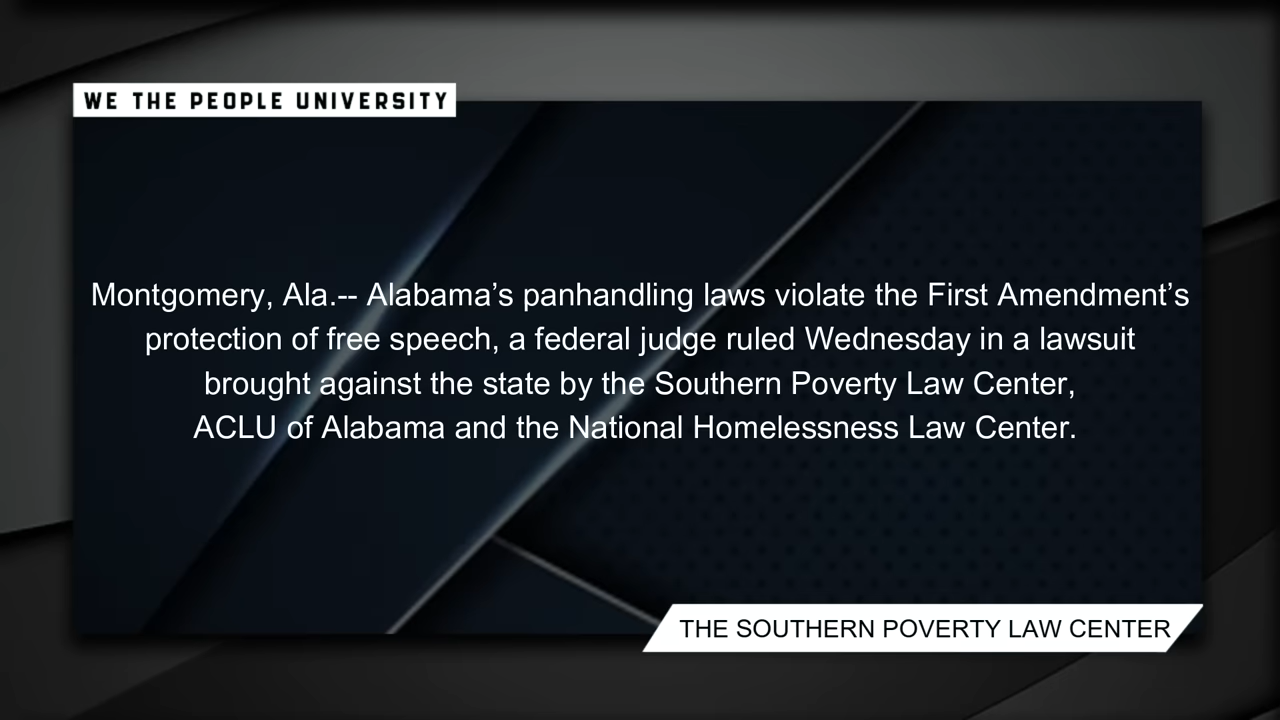 WE THE PEOPLE UNIVERSITY
Montgomery, Ala.-- Alabama’s panhandling laws violate the First Amendment’s
protection of free speech, a federal judge ruled Wednesday in a lawsuit
brought against the state by the Southern Poverty Law Center,
ACLU of Alabama and the National Homelessness Law Center.
THE SOUTHERN POVERTY LAW CENTER